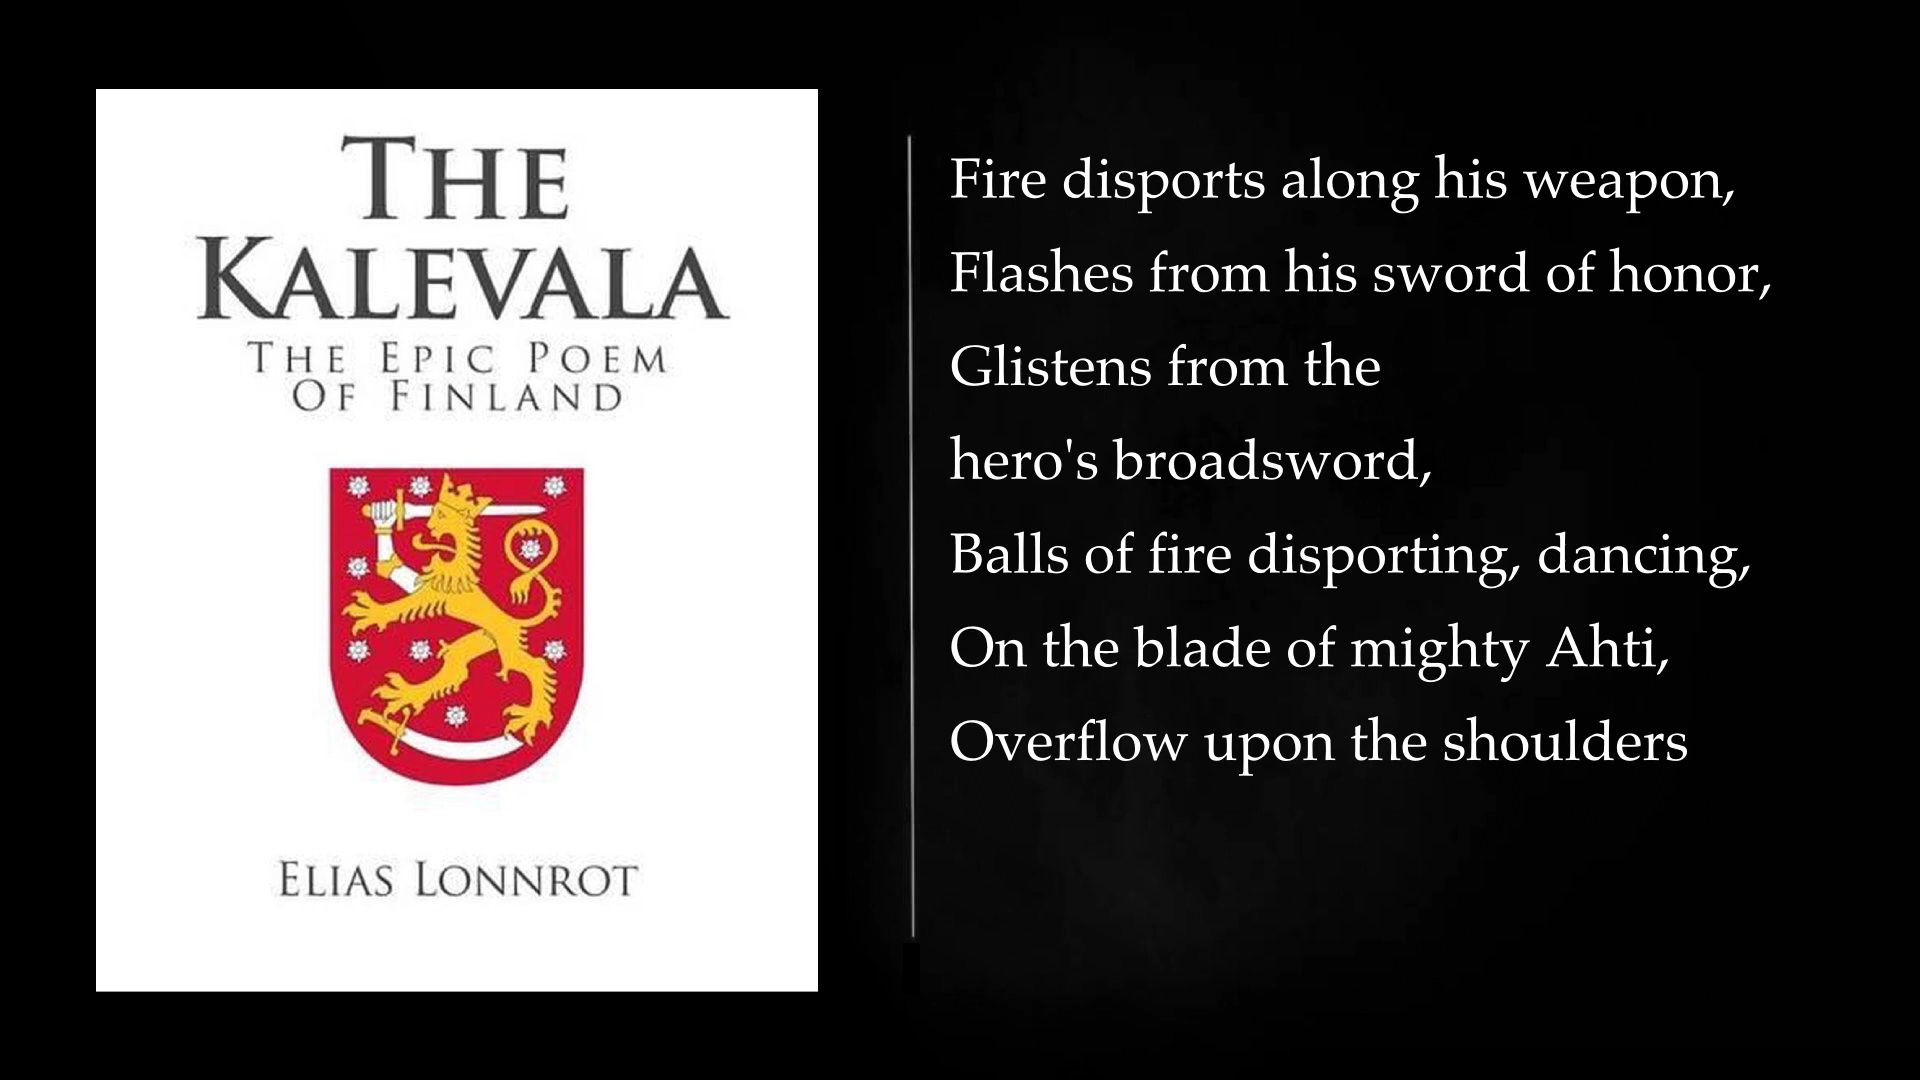 THE
KALEVALA
THE EPIC POEM
OF FINLAND
ELIAS LONNROT
Fire disports along his weapon,
Flashes from his sword of honor,
Glistens from the
hero's broadsword,
Balls of fire disporting, dancing,
On the blade of mighty Ahti,
Overflow upon the shoulders